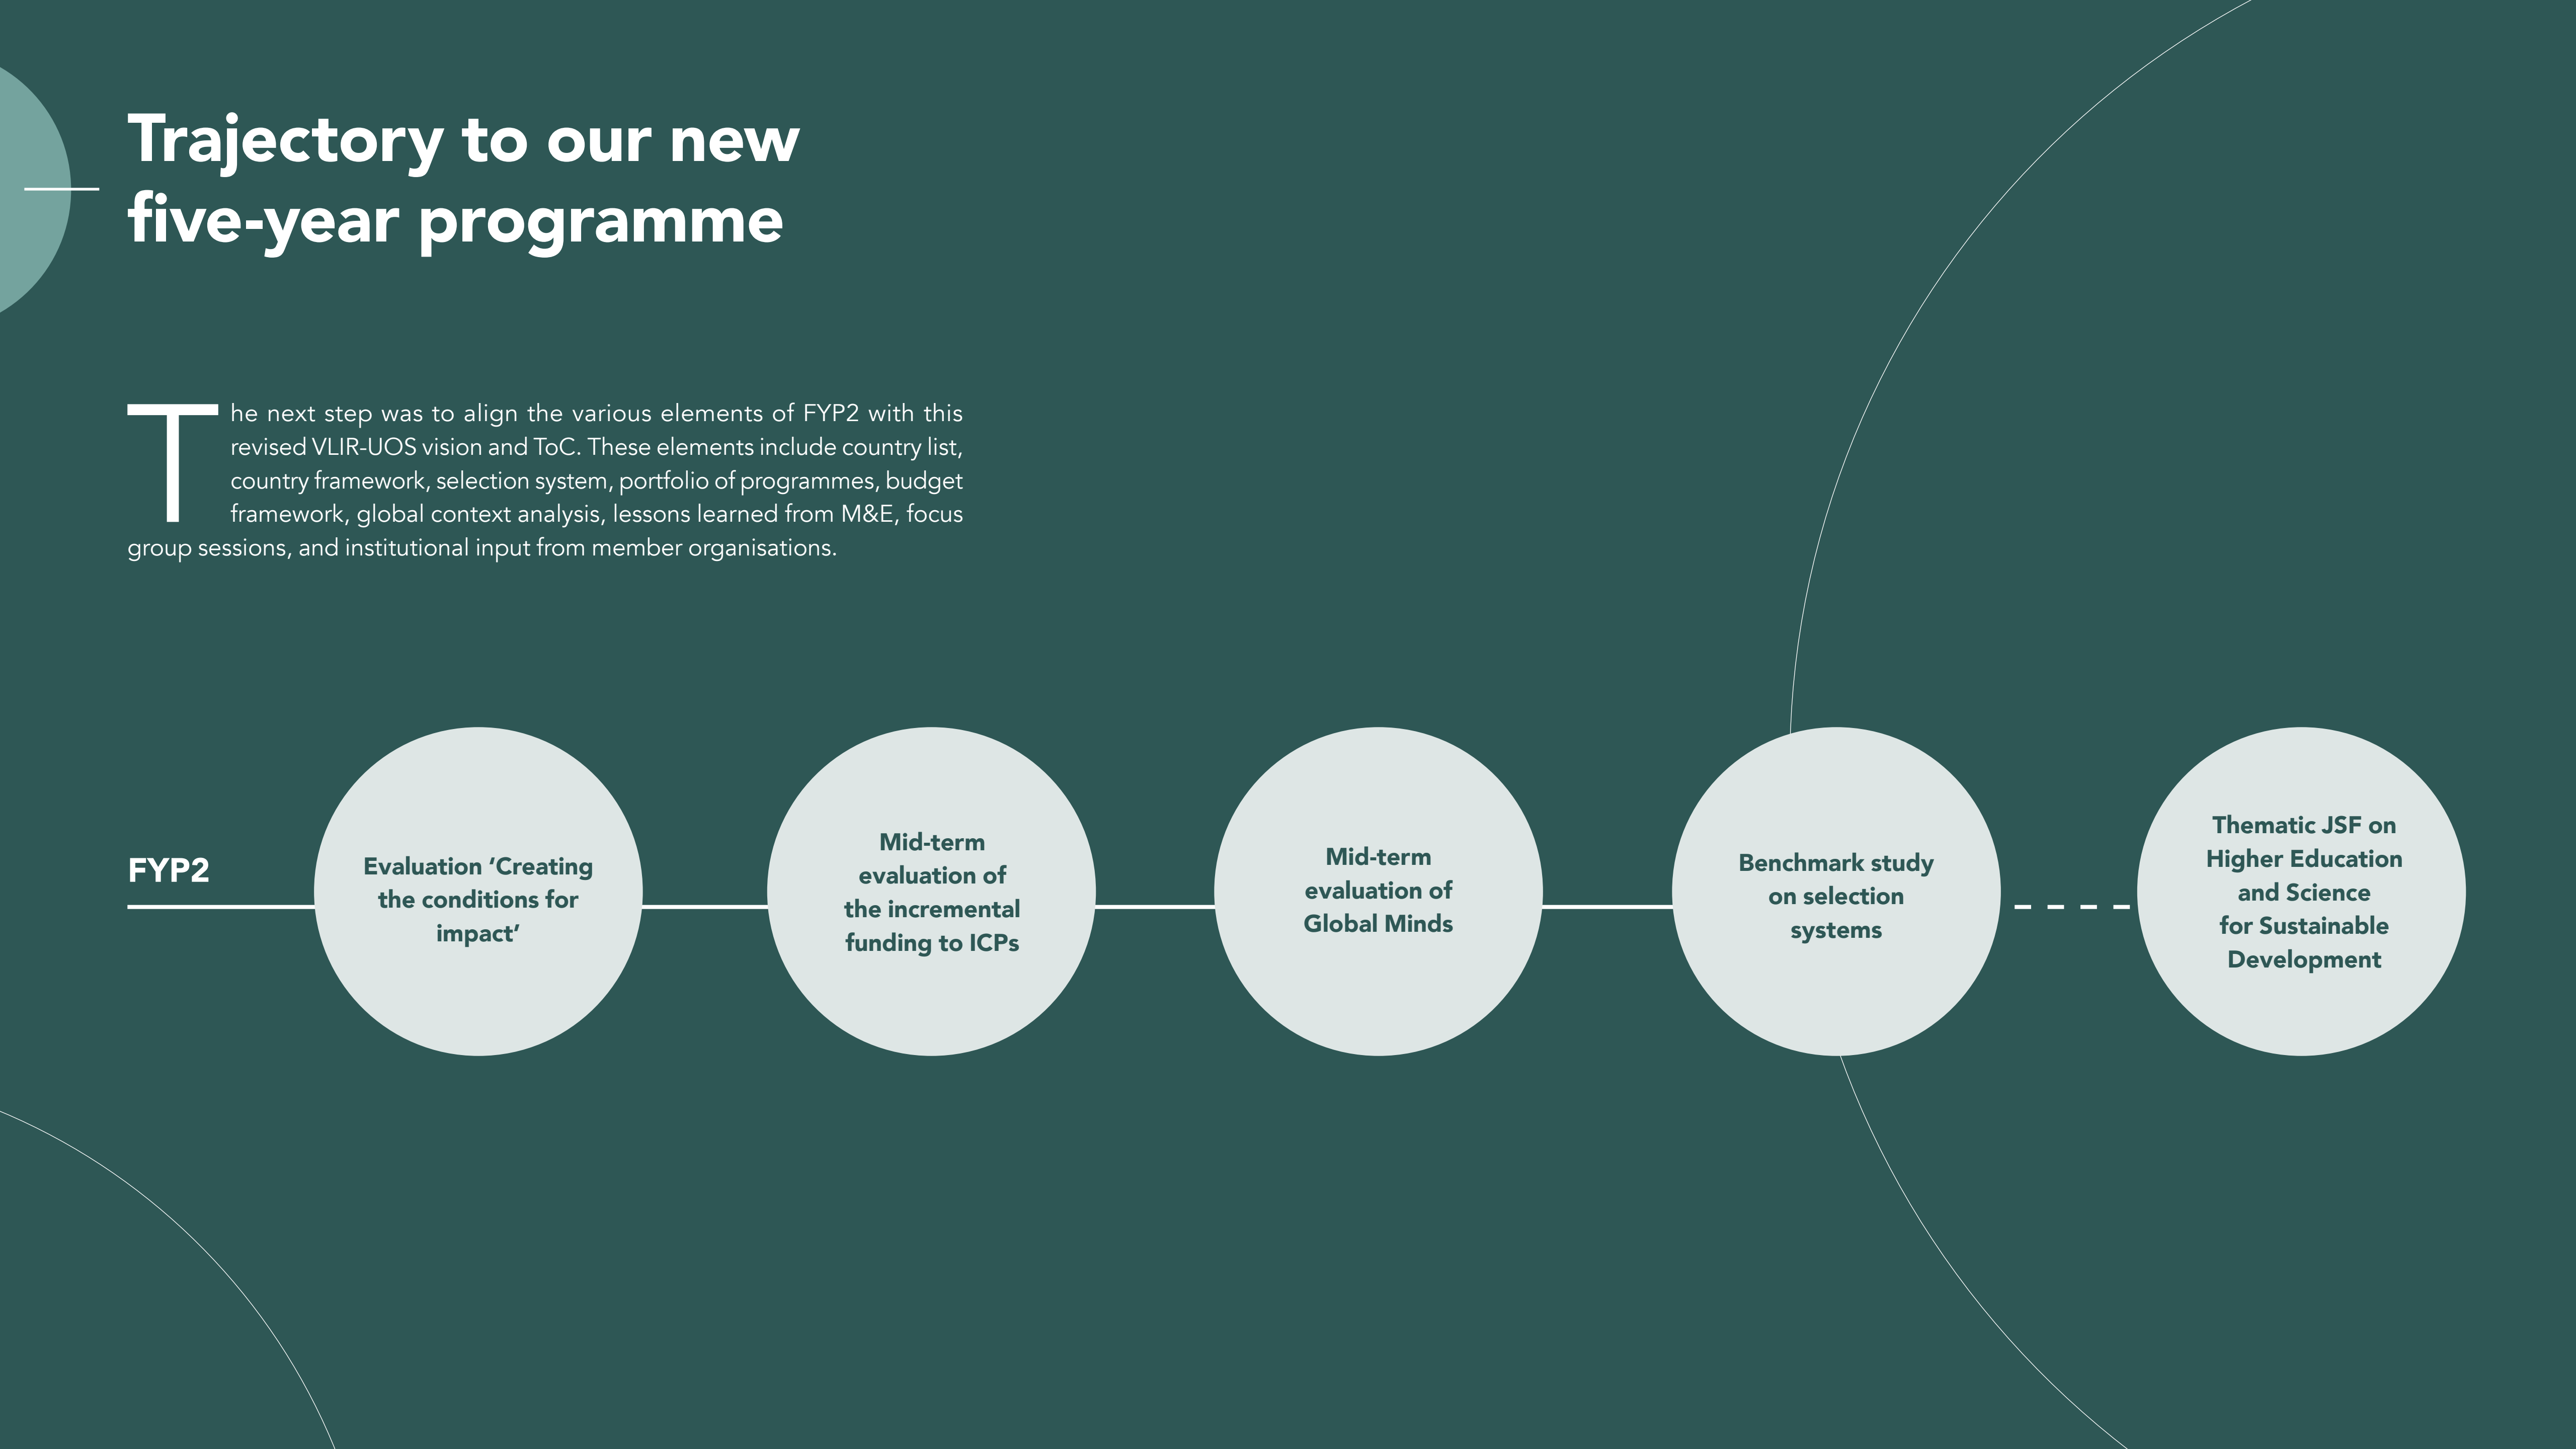 Trajectory to our new
five-year programme
The next step was to align the various elements of FYP2 with this
revised VLIR-UOS vision and ToC. These elements include country list,
country framework, selection system, portfolio of programmes, budget
framework, global context analysis, lessons learned from M&E, focus
group sessions, and institutional input from member organisations.
FYP2
Evaluation ‘Creating
the conditions for
impact’
Mid-term
evaluation of
the incremental
funding to ICPs
Mid-term
evaluation of
Global Minds
Benchmark study
on selection
systems
Thematic JSF on
Higher Education
and Science
for Sustainable
Development